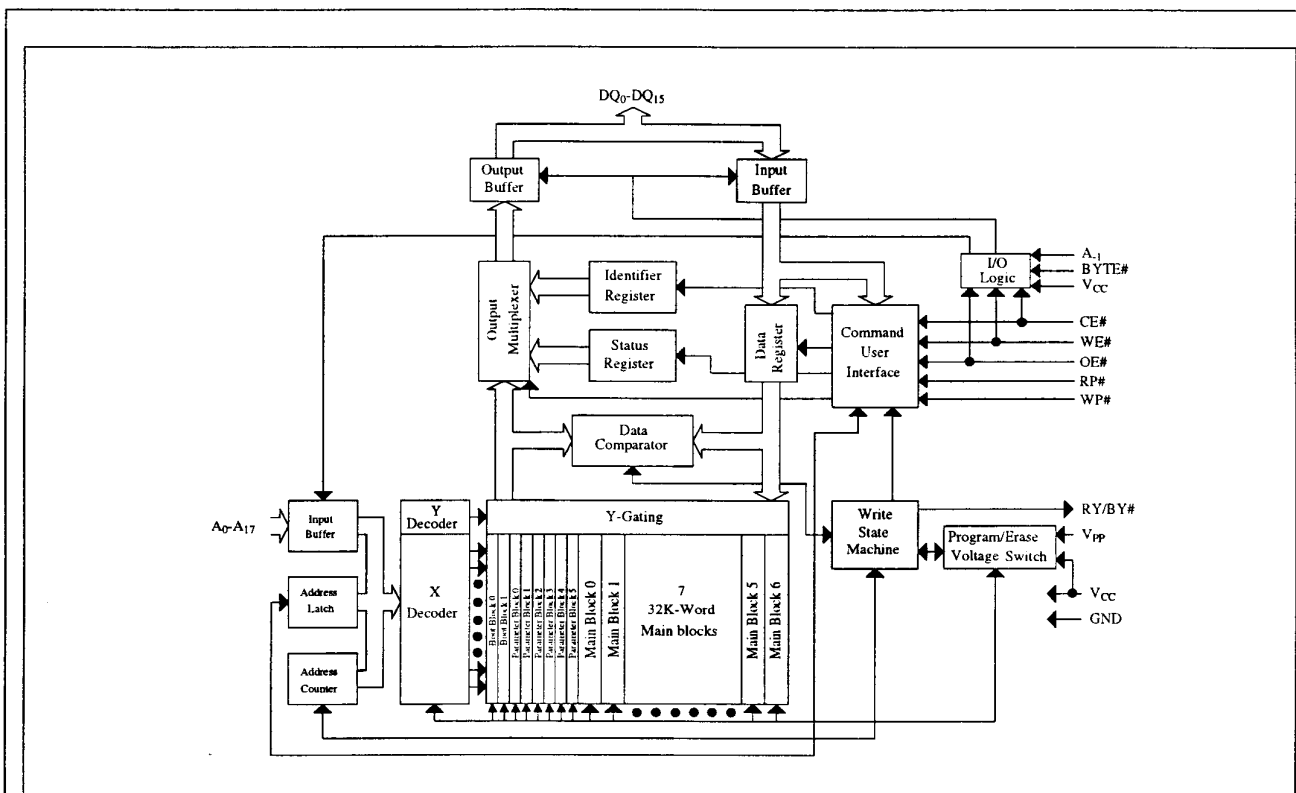 DQ0-DQ15
Output
Buffer
Input
Buffer
Output
Multiplexer
Identifier
Register
Status
Register
Data
Register
Command
User
Interface
I/O
Logic
A-1
BYTE#
VCC
CE#
WE#
OE#
RP#
WP#
Data
Comparator
A0-A17
Input
Buffer
Address
Latch
Address
Counter
Y
Decoder
X
Decoder
Y-Gating
Boot Block 0
Boot Block 1
Parameter Block 0
Parameter Block 1
Parameter Block 2
Parameter Block 3
Parameter Block 4
Parameter Block 5
Main Block 0
Main Block 1
7
32K-Word
Main blocks
Main Block 5
Main Block 6
Write
State
Machine
Program/Erase
Voltage Switch
RY/BY#
VPP
VCC
GND